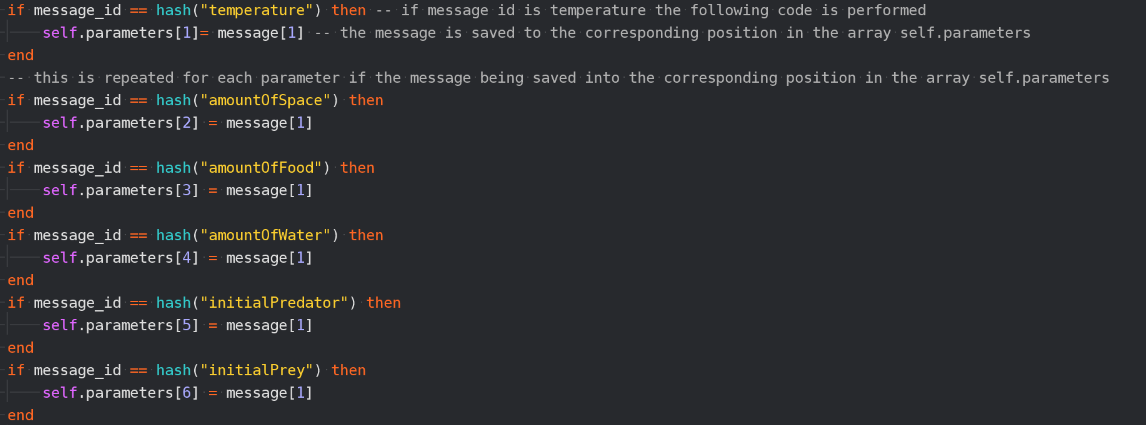 if message_id == hash("temperature") then -- if message id is temperature the following code is performed
    self.parameters[1]= message[1] -- the message is saved to the corresponding position in the array self.parameters
end
-- this is repeated for each parameter if the message being saved into the corresponding position in the array self.parameters
if message_id == hash("amountOfSpace") then
    self.parameters[2] = message[1]
end
if message_id == hash("amountOfFood") then
    self.parameters[3] = message[1]
end
if message_id == hash("amountOfWater") then
    self.parameters[4] = message[1]
end
if message_id == hash("initialPredator") then
    self.parameters[5] = message[1]
end
if message_id == hash("initialPrey") then
    self.parameters[6] = message[1]
end